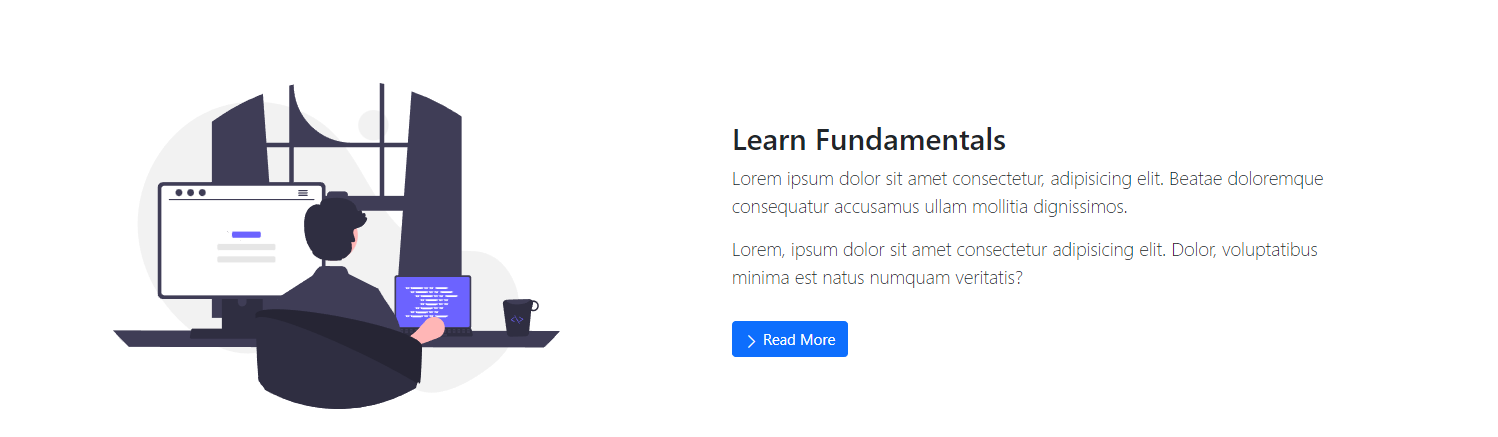 Learn Fundamentals
Lorem ipsum dolor sit amet consectetur, adipisicing elit. Beatae doloremque
consequatur accusamus ullam mollitia dignissimos.
Lorem, ipsum dolor sit amet consectetur adipisicing elit. Dolor, voluptatibus
minima est natus numquam veritatis?
Read More